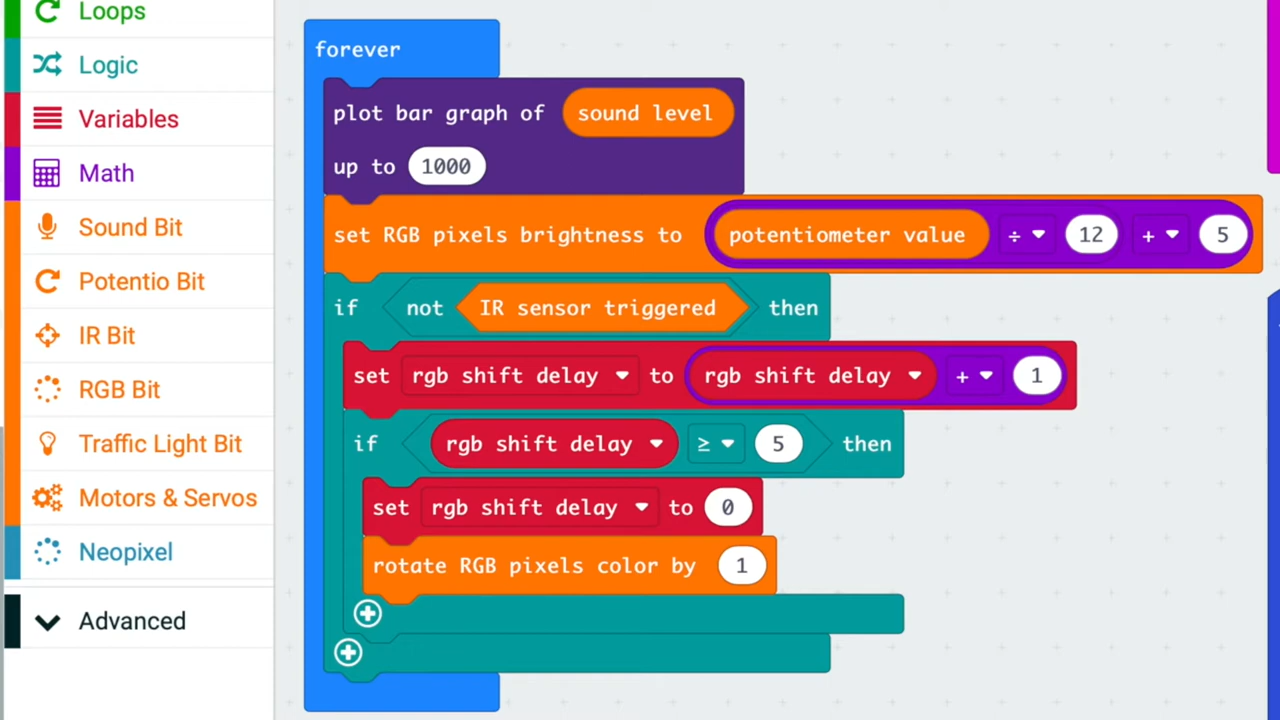 Loops
Logic
Variables
Math
Sound Bit
Potentio Bit
IR Bit
RGB Bit
Traffic Light Bit
Motors & Servos
Neopixel
Advanced
forever
plot bar graph of sound level
up to 1000
set RGB pixels brightness to potentiometer value ÷ 12 + 5
if not IR sensor triggered then
set rgb shift delay to rgb shift delay + 1
if rgb shift delay ≥ 5 then
set rgb shift delay to 0
rotate RGB pixels color by 1